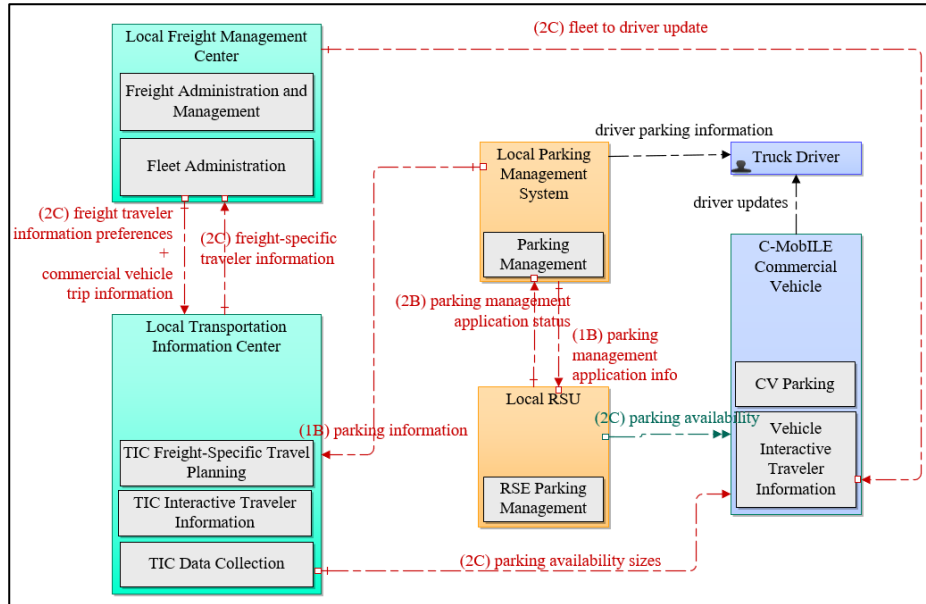 Local Freight Management
Center
Freight Administration and
Management
Fleet Administration
(2C) fleet to driver update
driver parking information
Local Parking
Management
System
Parking
Management
Truck Driver
driver updates
(2C) freight traveler
information preferences
+
commercial vehicle
trip information
(2C) freight-specific
traveler information
C-MobILE
Commercial
Vehicle
CV Parking
Vehicle
Interactive
Traveler
Information
(2B) parking management
application status
(1B) parking
management
application info
Local Transportation
Information Center
(1B) parking information
TIC Freight-Specific Travel
Planning
TIC Interactive Traveler
Information
TIC Data Collection
Local RSU
(2C) parking availability
RSE Parking
Management
(2C) parking availability sizes